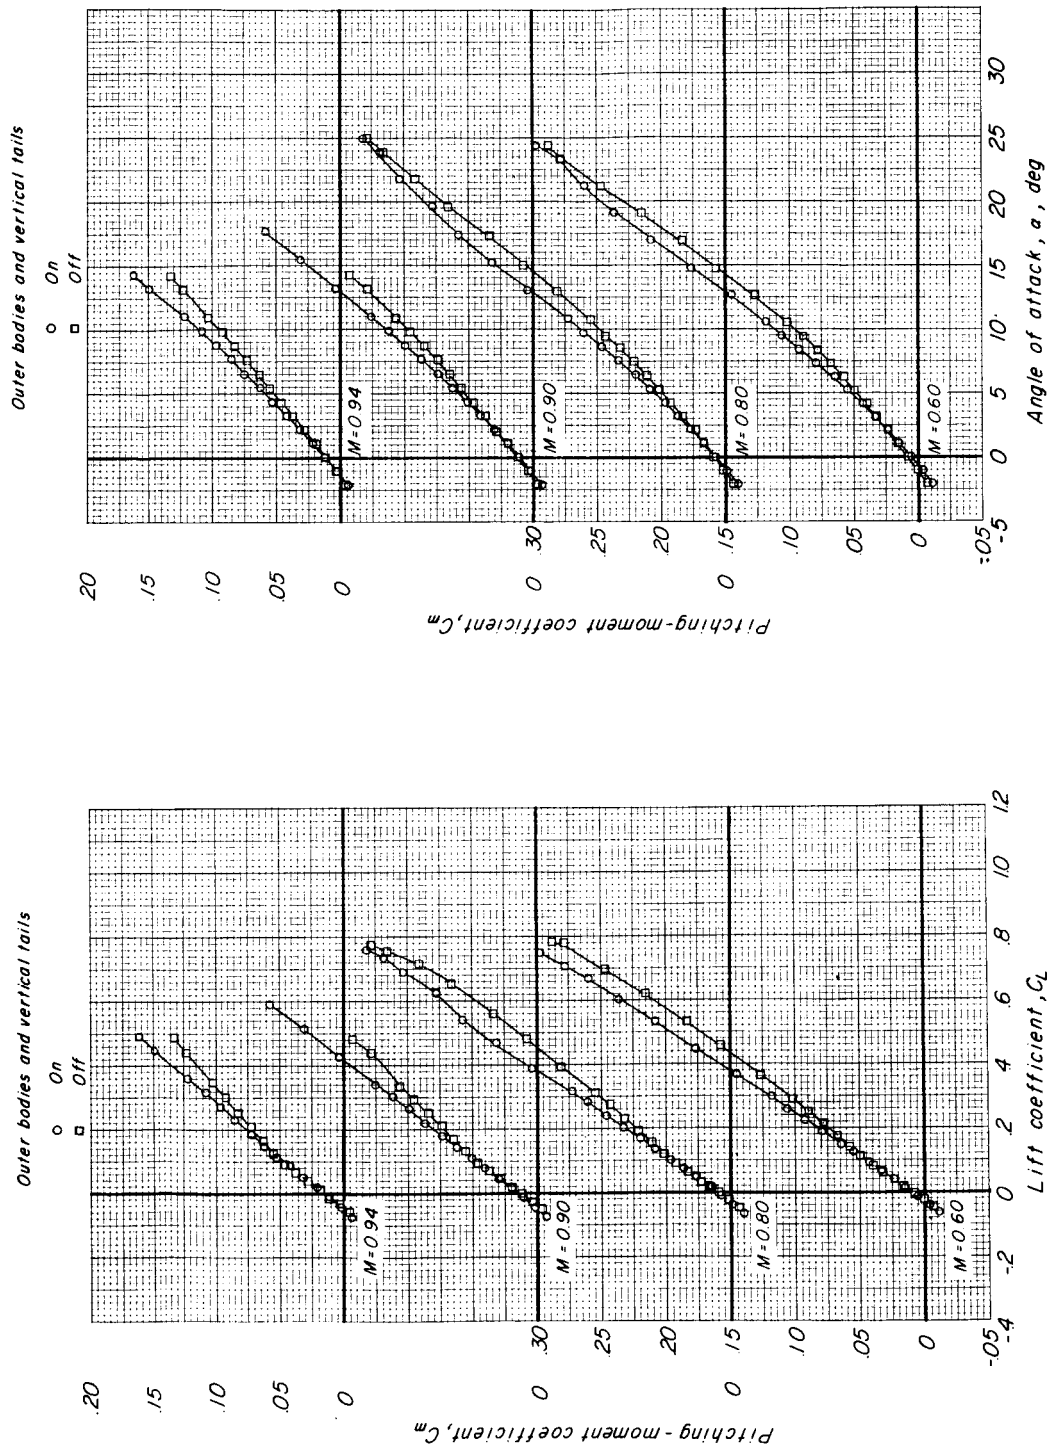 Outer bodies and vertical tails
On
Off
.20
.15
.10
.05
0
0
.30
.25
.20
0
.15
.10
.05
0
-.05
Pitching-moment coefficient, Cm
M=0.94
M=0.90
M=0.80
M=0.60
-.4
-.2
0
.2
.4
.6
.8
1.0
1.2
Lift coefficient, CL
Outer bodies and vertical tails
On
Off
.20
.15
.10
.05
0
0
.30
.25
.20
0
.15
.10
.05
0
-.05
Pitching-moment coefficient, Cm
M=0.94
M=0.90
M=0.80
M=0.60
-5
0
5
10
15
20
25
30
Angle of attack, α, deg